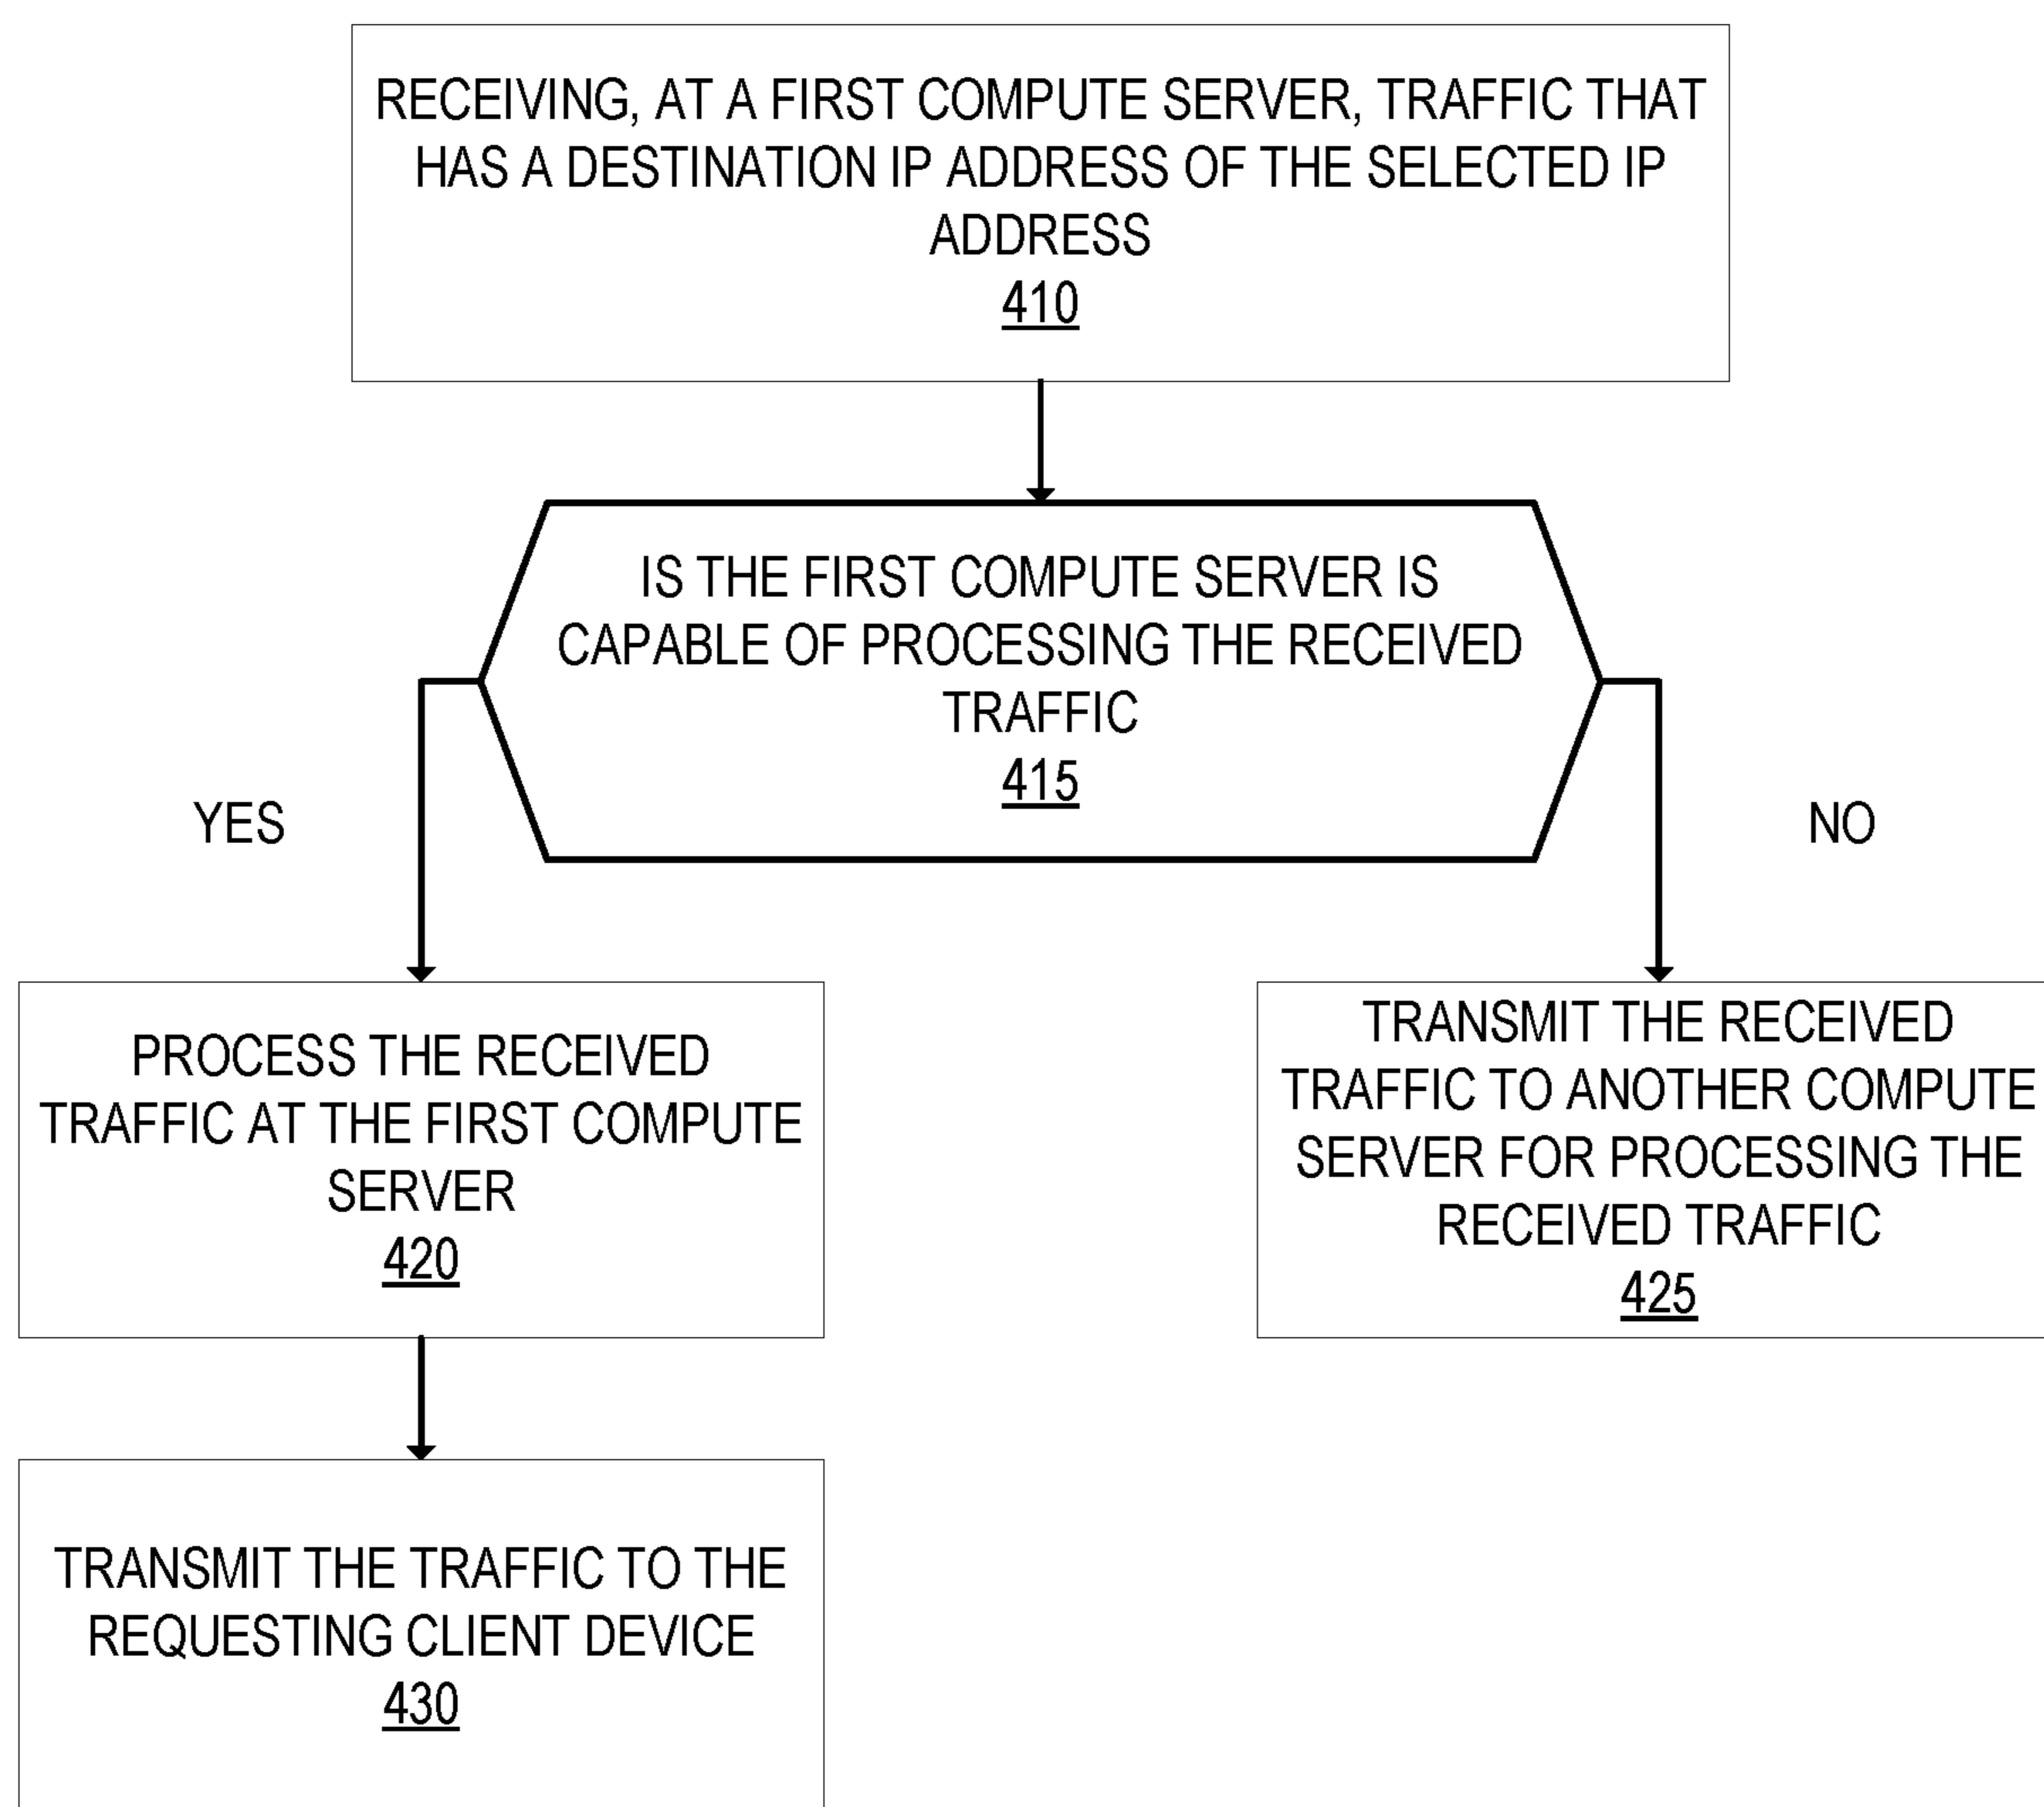 RECEIVING, AT A FIRST COMPUTE SERVER, TRAFFIC THAT
HAS A DESTINATION IP ADDRESS OF THE SELECTED IP
ADDRESS
410
IS THE FIRST COMPUTE SERVER IS
CAPABLE OF PROCESSING THE RECEIVED
TRAFFIC
415
YES
NO
PROCESS THE RECEIVED
TRAFFIC AT THE FIRST COMPUTE
SERVER
420
TRANSMIT THE RECEIVED
TRAFFIC TO ANOTHER COMPUTE
SERVER FOR PROCESSING THE
RECEIVED TRAFFIC
425
TRANSMIT THE TRAFFIC TO THE
REQUESTING CLIENT DEVICE
430